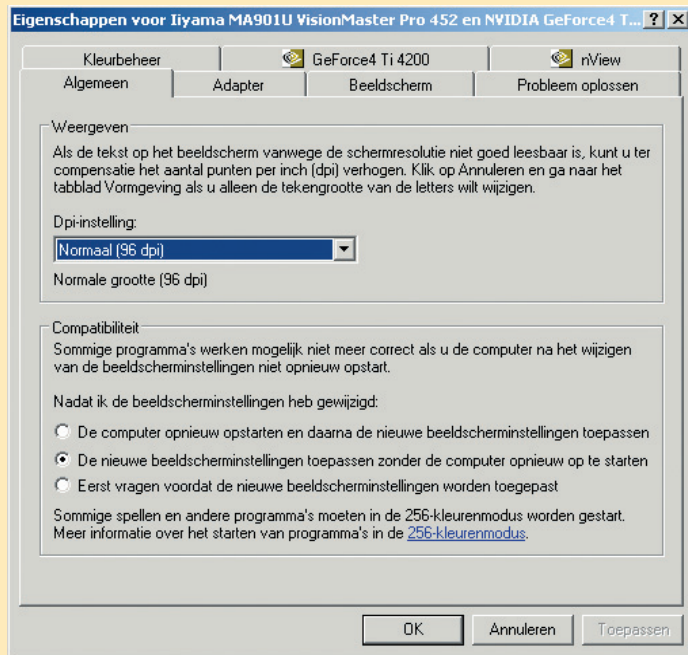 Eigenschappen voor Iiyama MA901U VisionMaster Pro 452 en NVIDIA GeForce4 T...
Kleurbeheer
GeForce4 Ti 4200
nView
Algemeen
Adapter
Beeldscherm
Probleem oplossen
Weergeven
Als de tekst op het beeldscherm vanwege de schermresolutie niet goed leesbaar is, kunt u ter
compensatie het aantal punten per inch (dpi) verhogen. Klik op Annuleren en ga naar het
tabblad Vormgeving als u alleen de tekengrootte van de letters wilt wijzigen.
Dpi-instelling:
Normaal (96 dpi)
Normale grootte (96 dpi)
Compatibiliteit
Sommige programma's werken mogelijk niet meer correct als u de computer na het wijzigen
van de beeldscherminstellingen niet opnieuw opstart.
Nadat ik de beeldscherminstellingen heb gewijzigd:
De computer opnieuw opstarten en daarna de nieuwe beeldscherminstellingen toepassen
De nieuwe beeldscherminstellingen toepassen zonder de computer opnieuw op te starten
Eerst vragen voordat de nieuwe beeldscherminstellingen worden toegepast
Sommige spellen en andere programma's moeten in de 256-kleurenmodus worden gestart.
Meer informatie over het starten van programma's in de 256-kleurenmodus.
OK
Annuleren
Toepassen